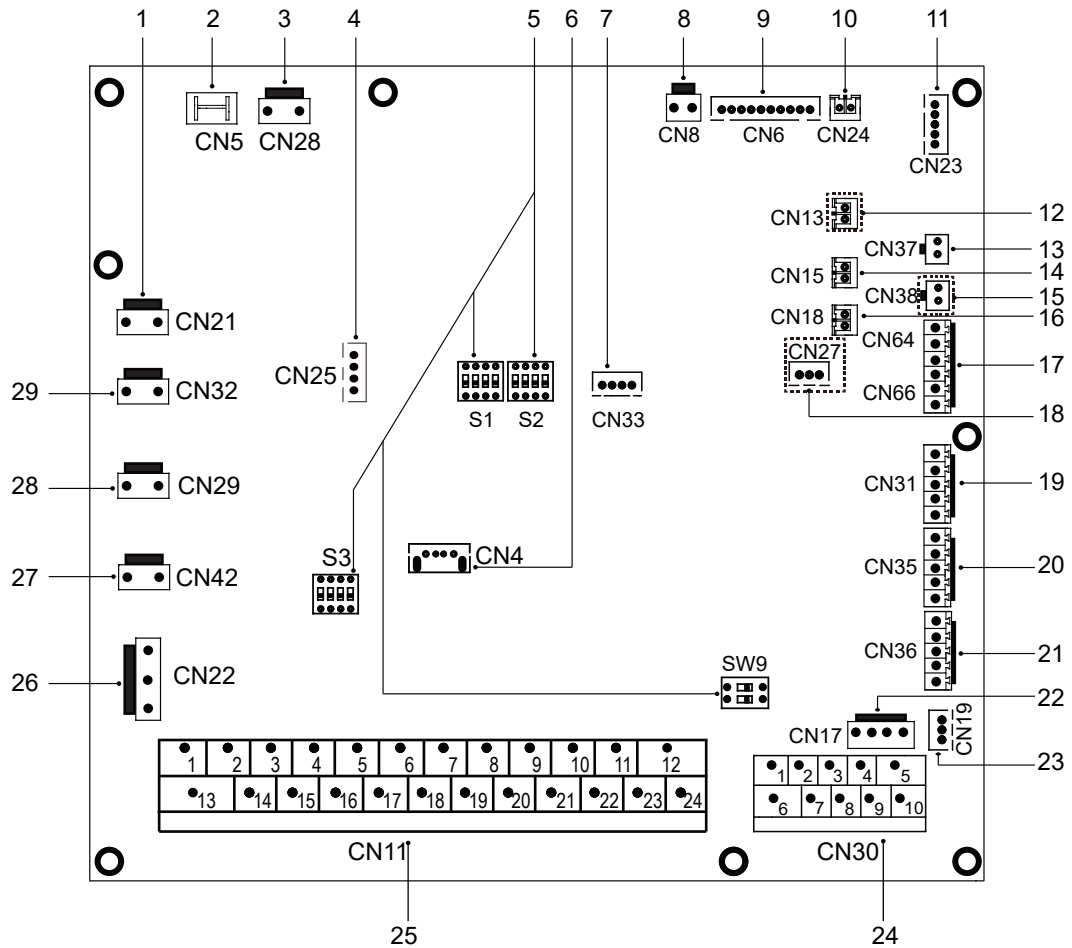 1 2 3 4 5 6 7 8 9 10 11
CN5 CN28 CN8 CN6 CN24
CN23
CN13 12
CN37 13
CN15 14
CN38 15
CN18 16
CN21 CN64
CN27 17
CN25
29 CN32 CN66
S1 S2 CN33 18
28 CN29 CN31 19
S3 CN4
27 CN42 CN35 20
CN36 21
26 CN22 SW9
22
CN17 CN19
23
1 2 3 4 5 6 7 8 9 10 11 12
1 2 3 4 5
13 14 15 16 17 18 19 20 21 22 23 24
6 7 8 9 10
CN11 CN30
25 24